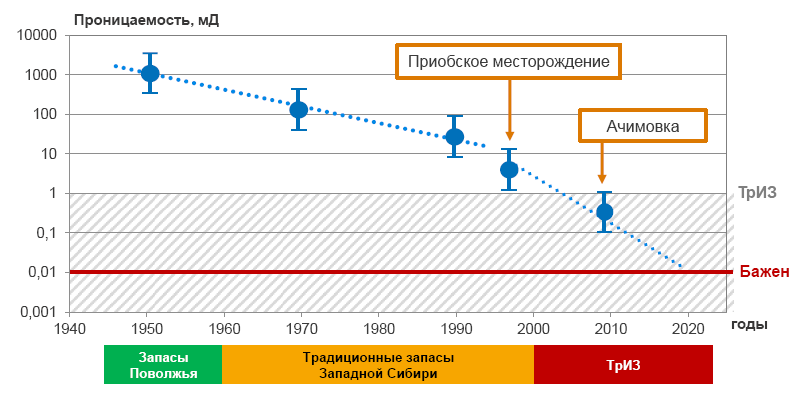 Проницаемость, мД
10000
1000
100
10
1
0,1
0,01
0,001
Приобское месторождение
Ачимовка
ТрИЗ
Бажен
1940
1950
1960
1970
1980
1990
2000
2010
2020
годы
Запасы
Поволжья
Традиционные запасы
Западной Сибири
ТрИЗ